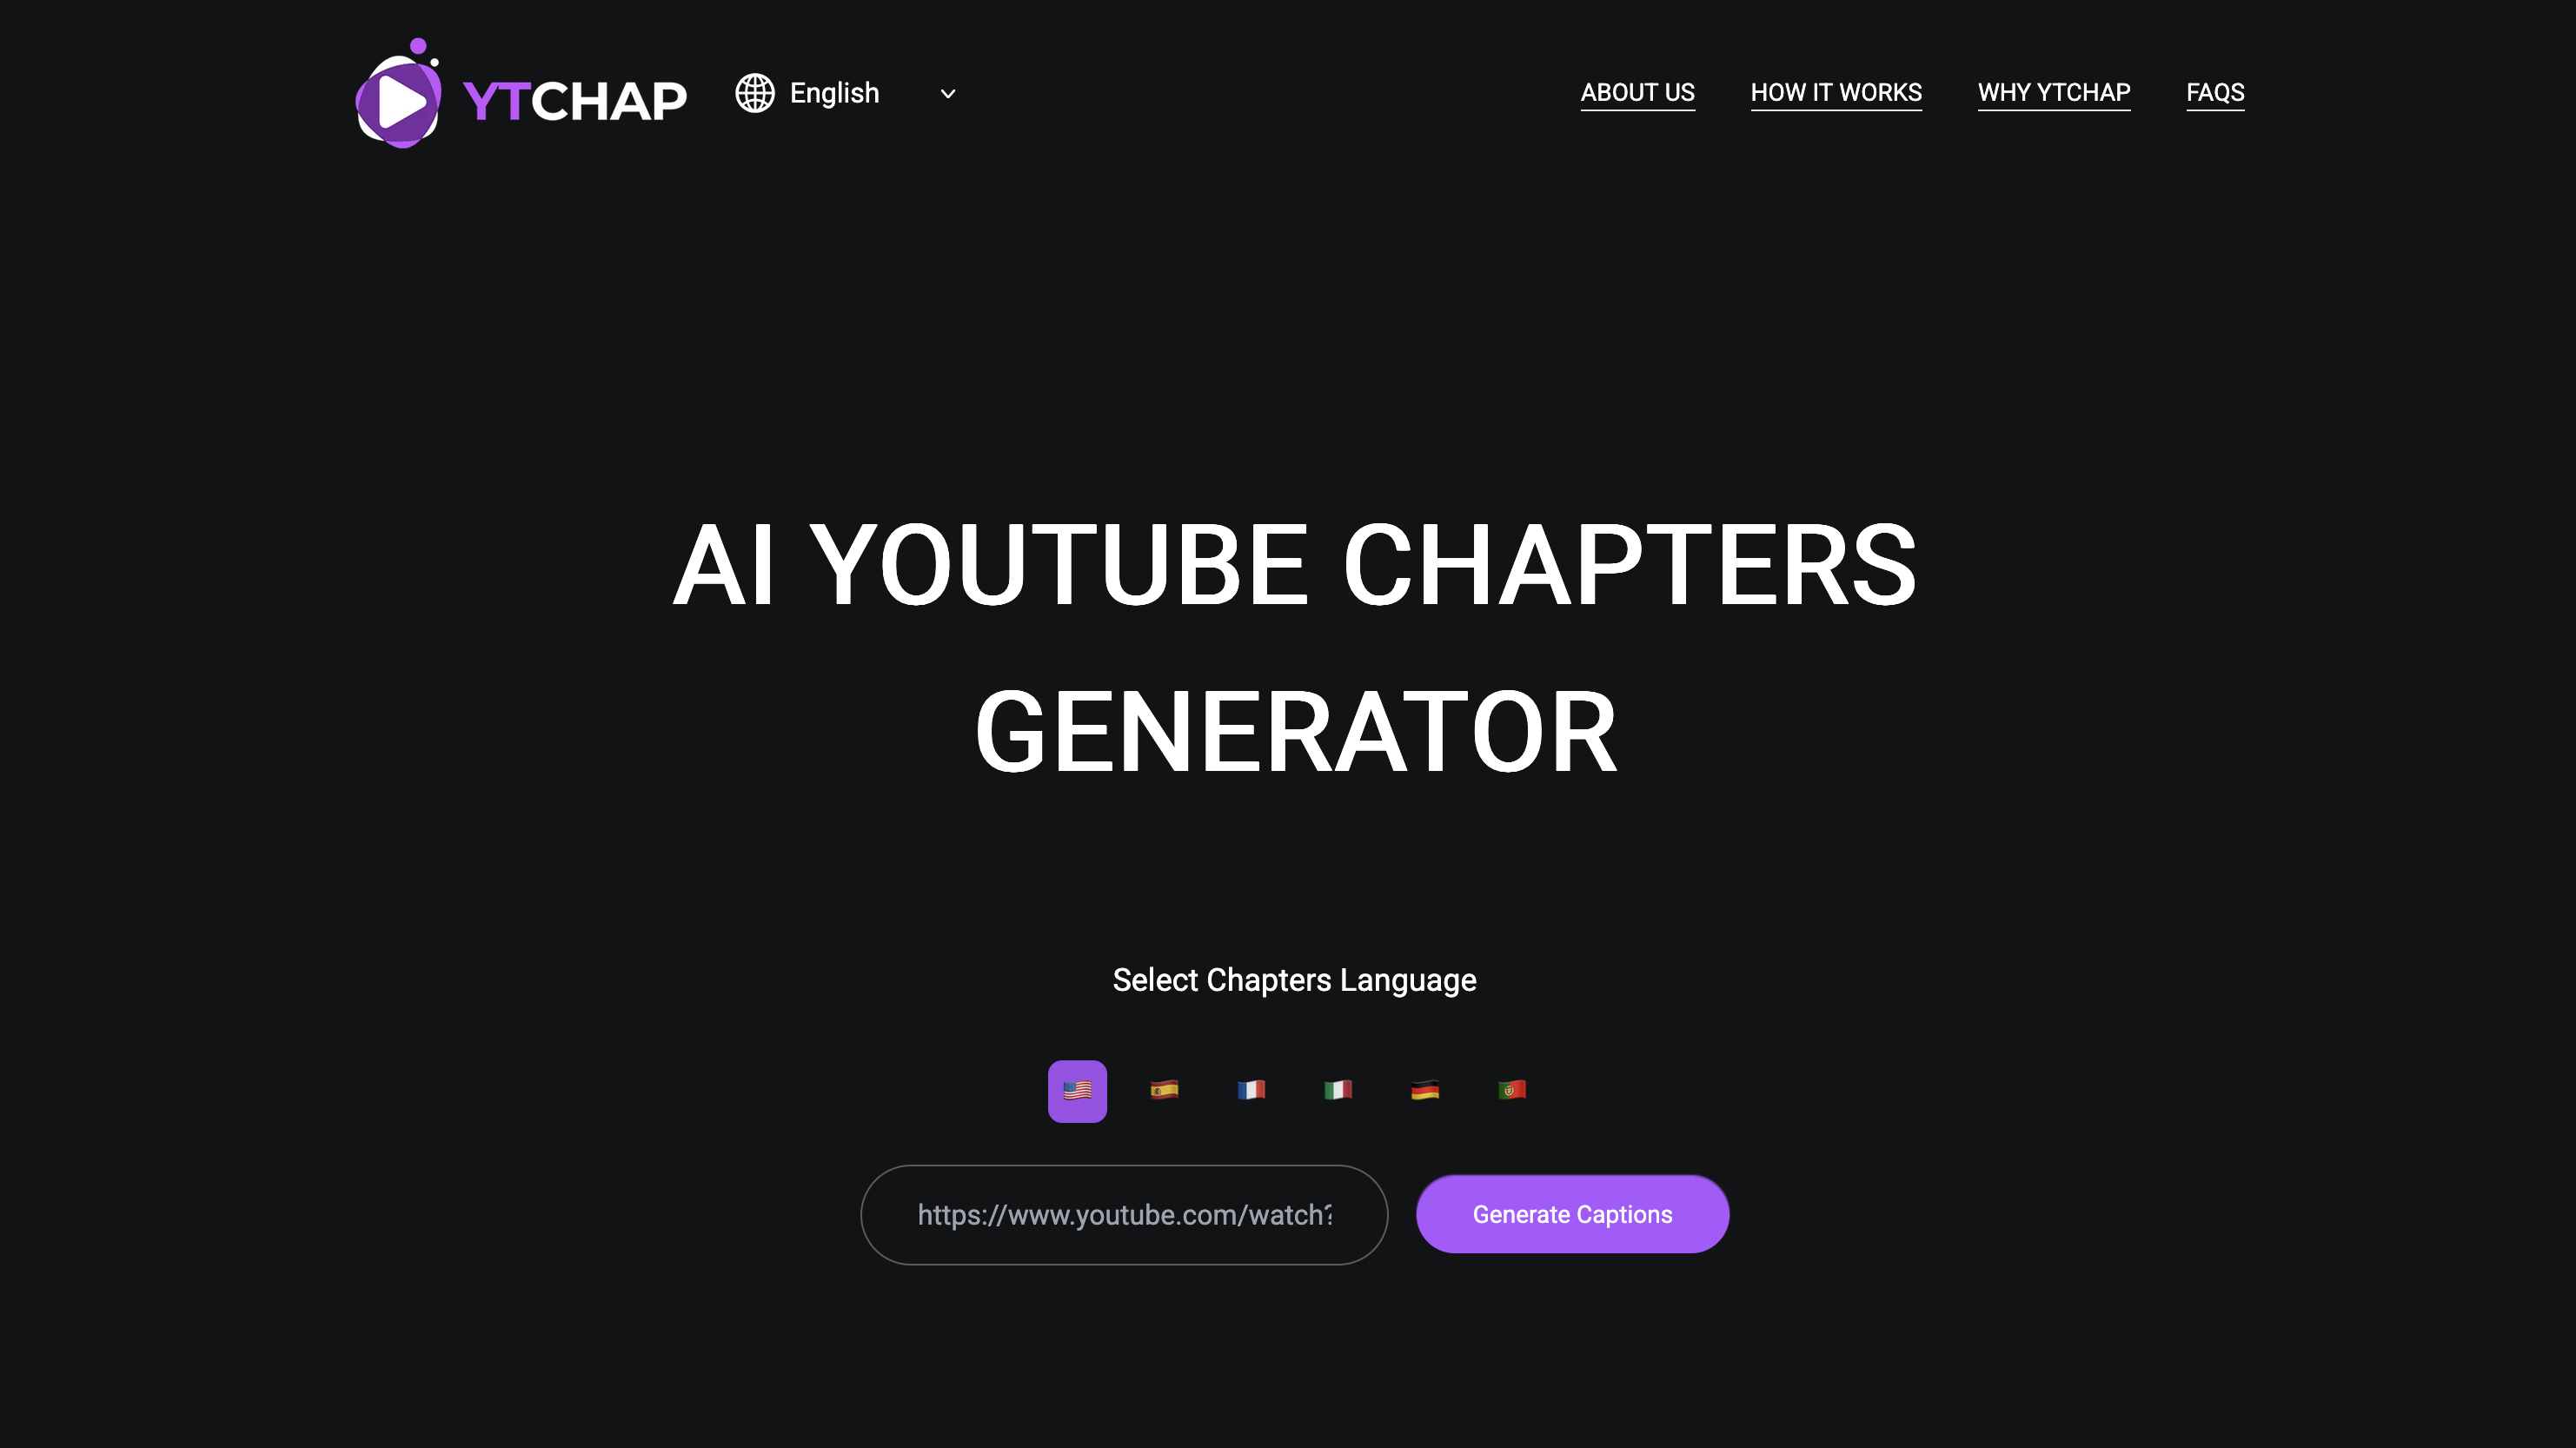 YTCHAP
English
ABOUT US
HOW IT WORKS
WHY YTCHAP
FAQS
AI YOUTUBE CHAPTERS
GENERATOR
Select Chapters Language
https://www.youtube.com/watch?
Generate Captions